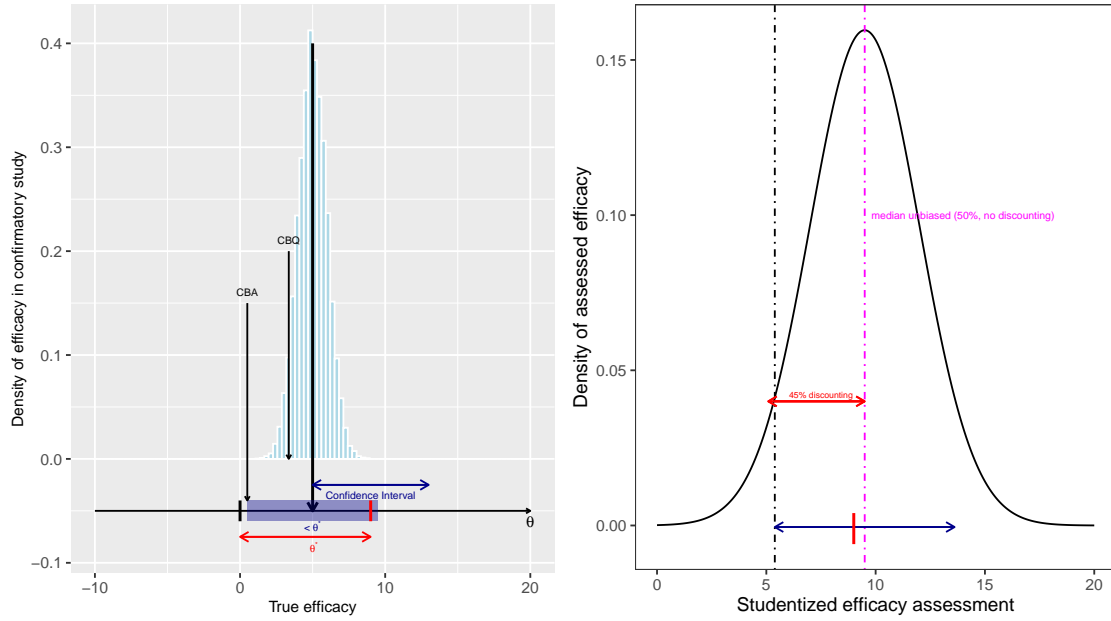 Density of efficacy in confirmatory study
0.4
0.3
0.2
0.1
0.0
−0.1
CBQ
CBA
Confidence Interval
θ
< θ*
θ*
−10
0
10
20
True efficacy
Density of assessed efficacy
0.15
0.10
0.05
0.00
median unbiased (50%, no discounting)
45% discounting
0
5
10
15
20
Studentized efficacy assessment